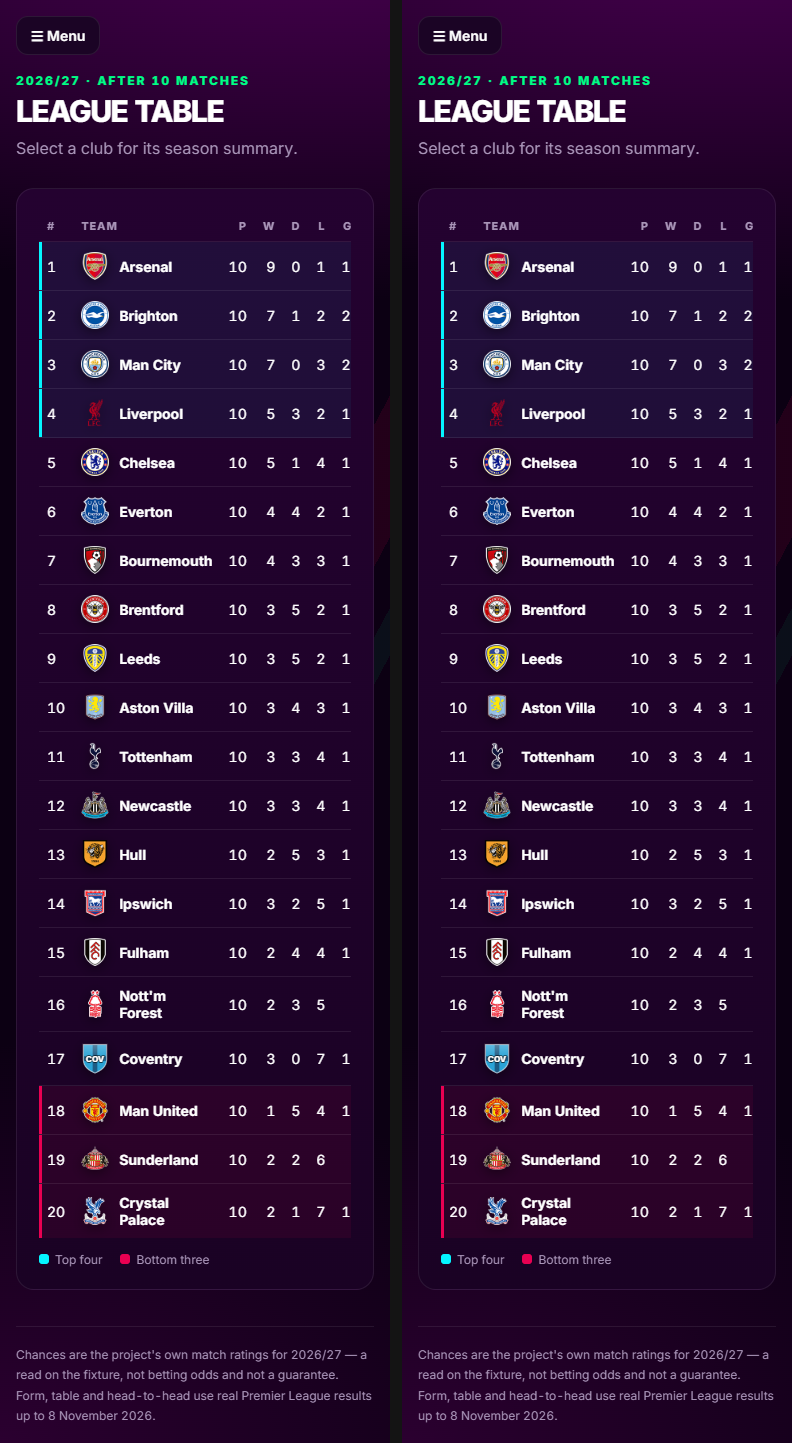 ☰ Menu
2026/27 · AFTER 10 MATCHES
LEAGUE TABLE
Select a club for its season summary.
# TEAM P W D L G
1 Arsenal 10 9 0 1 1
2 Brighton 10 7 1 2 2
3 Man City 10 7 0 3 2
4 Liverpool 10 5 3 2 1
5 Chelsea 10 5 1 4 1
6 Everton 10 4 4 2 1
7 Bournemouth 10 4 3 3 1
8 Brentford 10 3 5 2 1
9 Leeds 10 3 5 2 1
10 Aston Villa 10 3 4 3 1
11 Tottenham 10 3 3 4 1
12 Newcastle 10 3 3 4 1
13 Hull 10 2 5 3 1
14 Ipswich 10 3 2 5 1
15 Fulham 10 2 4 4 1
16 Nott'm Forest 10 2 3 5
17 Coventry 10 3 0 7 1
18 Man United 10 1 5 4 1
19 Sunderland 10 2 2 6
20 Crystal Palace 10 2 1 7 1
Top four Bottom three
Chances are the project's own match ratings for 2026/27 — a
read on the fixture, not betting odds and not a guarantee.
Form, table and head-to-head use real Premier League results
up to 8 November 2026.
☰ Menu
2026/27 · AFTER 10 MATCHES
LEAGUE TABLE
Select a club for its season summary.
# TEAM P W D L G
1 Arsenal 10 9 0 1 1
2 Brighton 10 7 1 2 2
3 Man City 10 7 0 3 2
4 Liverpool 10 5 3 2 1
5 Chelsea 10 5 1 4 1
6 Everton 10 4 4 2 1
7 Bournemouth 10 4 3 3 1
8 Brentford 10 3 5 2 1
9 Leeds 10 3 5 2 1
10 Aston Villa 10 3 4 3 1
11 Tottenham 10 3 3 4 1
12 Newcastle 10 3 3 4 1
13 Hull 10 2 5 3 1
14 Ipswich 10 3 2 5 1
15 Fulham 10 2 4 4 1
16 Nott'm Forest 10 2 3 5
17 Coventry 10 3 0 7 1
18 Man United 10 1 5 4 1
19 Sunderland 10 2 2 6
20 Crystal Palace 10 2 1 7 1
Top four Bottom three
Chances are the project's own match ratings for 2026/27 — a
read on the fixture, not betting odds and not a guarantee.
Form, table and head-to-head use real Premier League results
up to 8 November 2026.